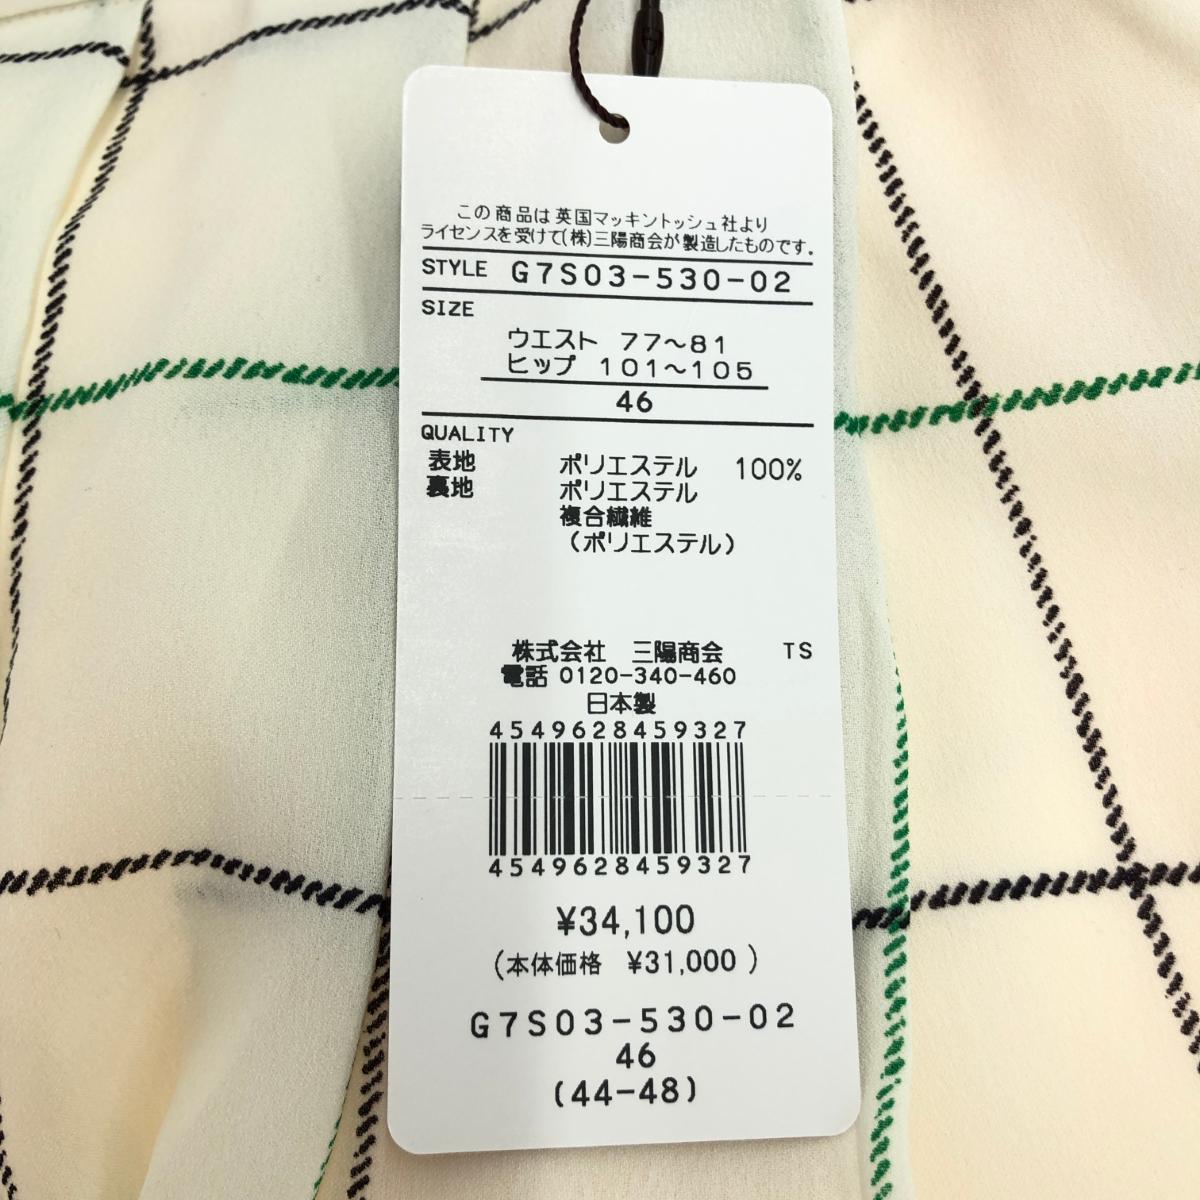 この商品は英国マッキントッシュ社より
ライセンスを受けて(株)三陽商会が製造したものです。
STYLE G7S03-530-02
SIZE
ウエスト 77〜81
ヒップ 101〜105
46
QUALITY
表地 ポリエステル 100%
裏地 ポリエステル
複合繊維
(ポリエステル)
株式会社 三陽商会 TS
電話 0120-340-460
日本製
4549628459327
4549628459327
¥34,100
(本体価格 ¥31,000 )
G7S03-530-02
46
(44-48)